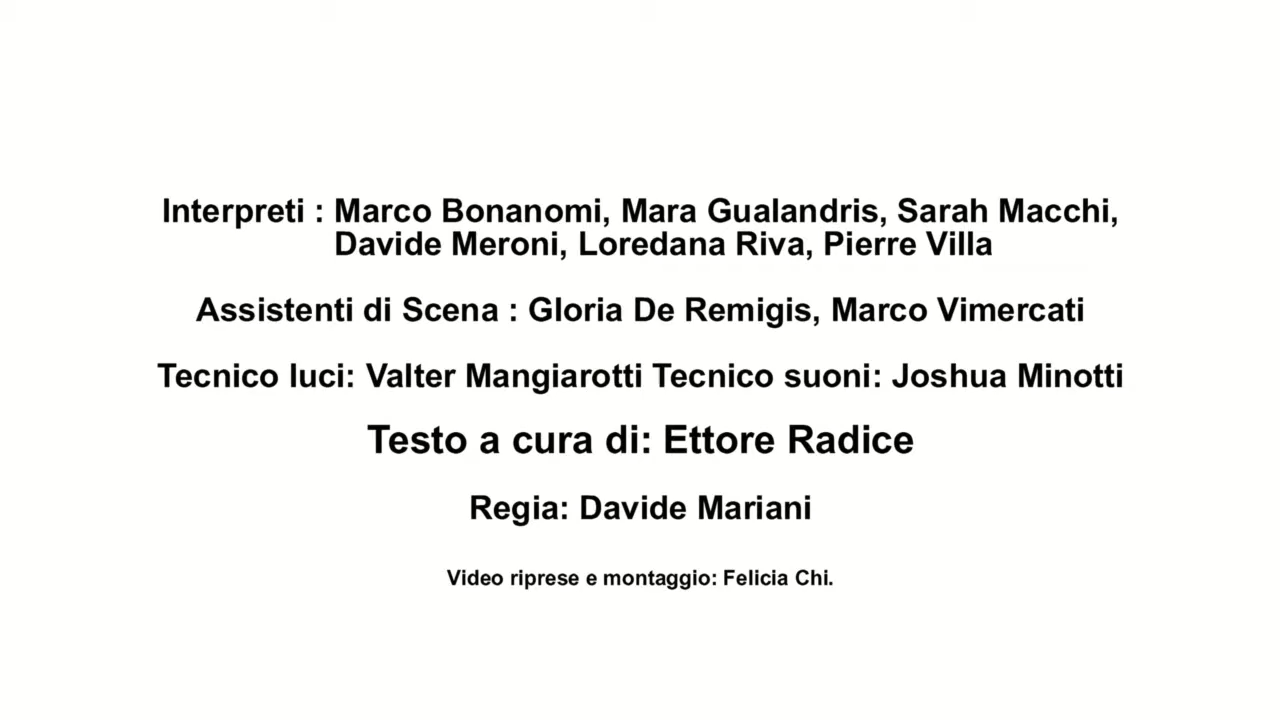 Interpreti : Marco Bonanomi, Mara Gualandris, Sarah Macchi,
Davide Meroni, Loredana Riva, Pierre Villa
Assistenti di Scena : Gloria De Remigis, Marco Vimercati
Tecnico luci: Valter Mangiarotti Tecnico suoni: Joshua Minotti
Testo a cura di: Ettore Radice
Regia: Davide Mariani
Video riprese e montaggio: Felicia Chi.